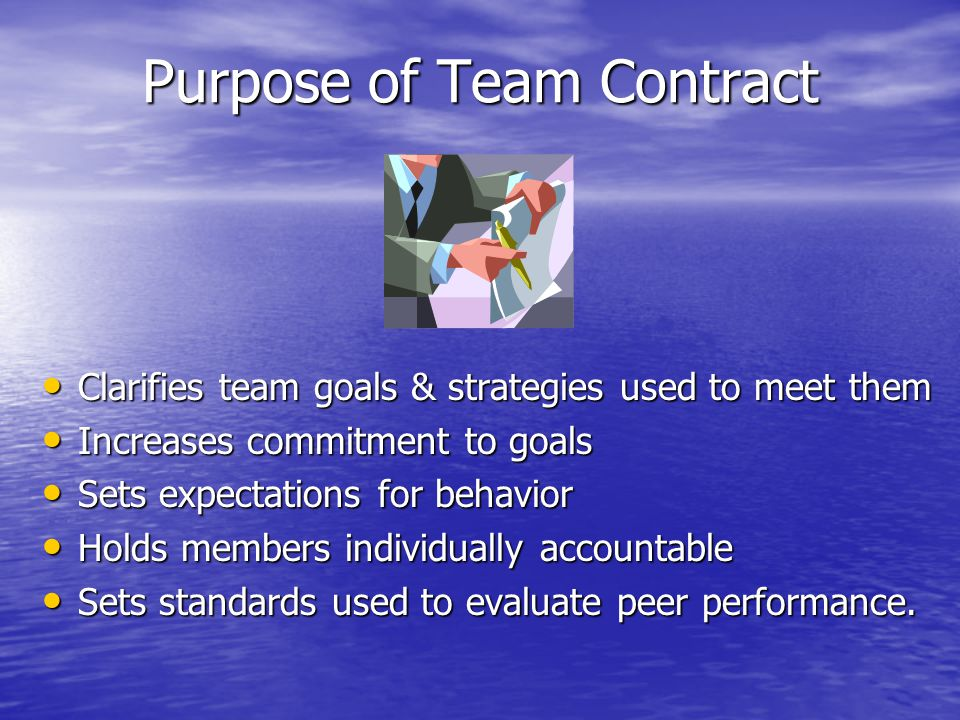 Purpose of Team Contract
• Clarifies team goals & strategies used to meet them
• Increases commitment to goals
• Sets expectations for behavior
• Holds members individually accountable
• Sets standards used to evaluate peer performance.